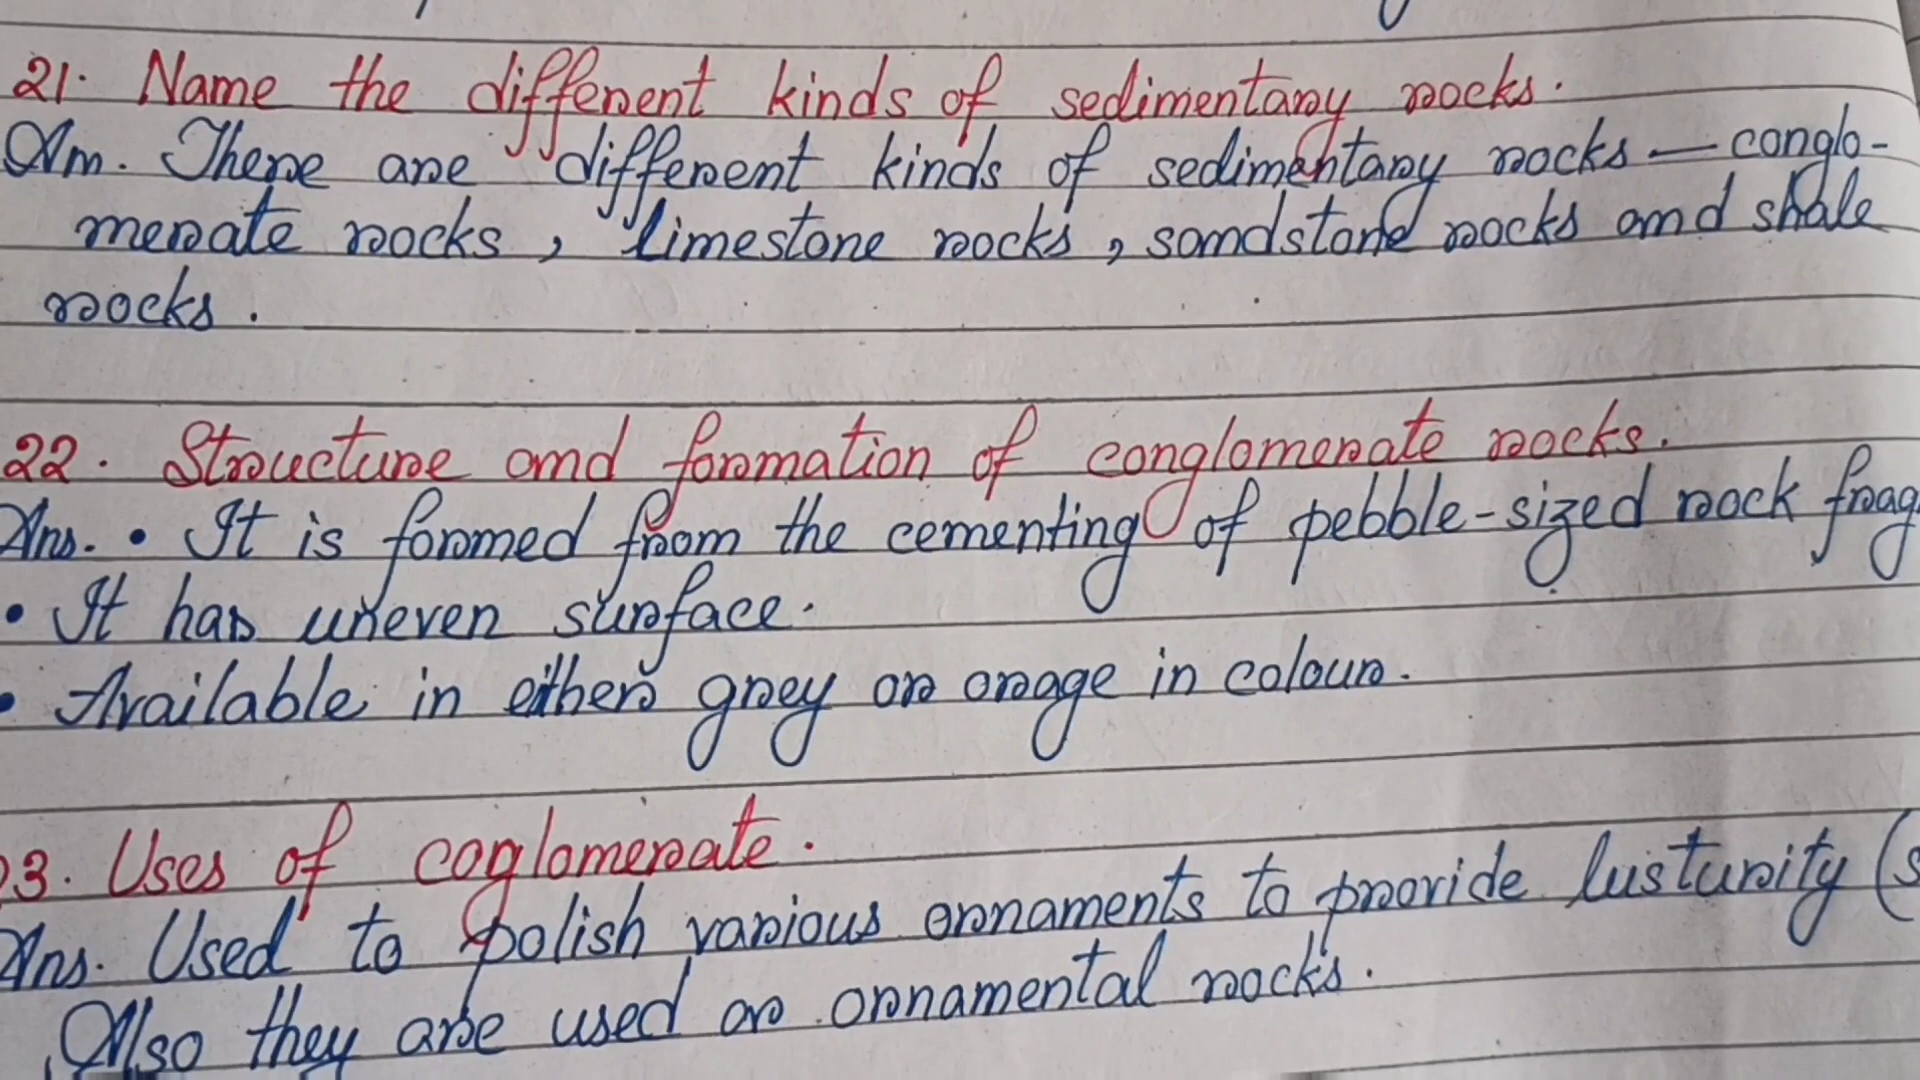 21. Name the different kinds of sedimentary rocks.
Ans. There are different kinds of sedimentary rocks — conglo-
merate rocks, limestone rocks, sandstone rocks and shale
rocks.
22. Structure and formation of conglomerate rocks.
Ans. • It is formed from the cementing of pebble-sized rock frag
• It has uneven surface.
• Available in either grey or orage in colour.
23. Uses of coglomerate.
Ans. Used to polish various ornaments to provide lusturity (s
Also they are used as ornamental rocks.